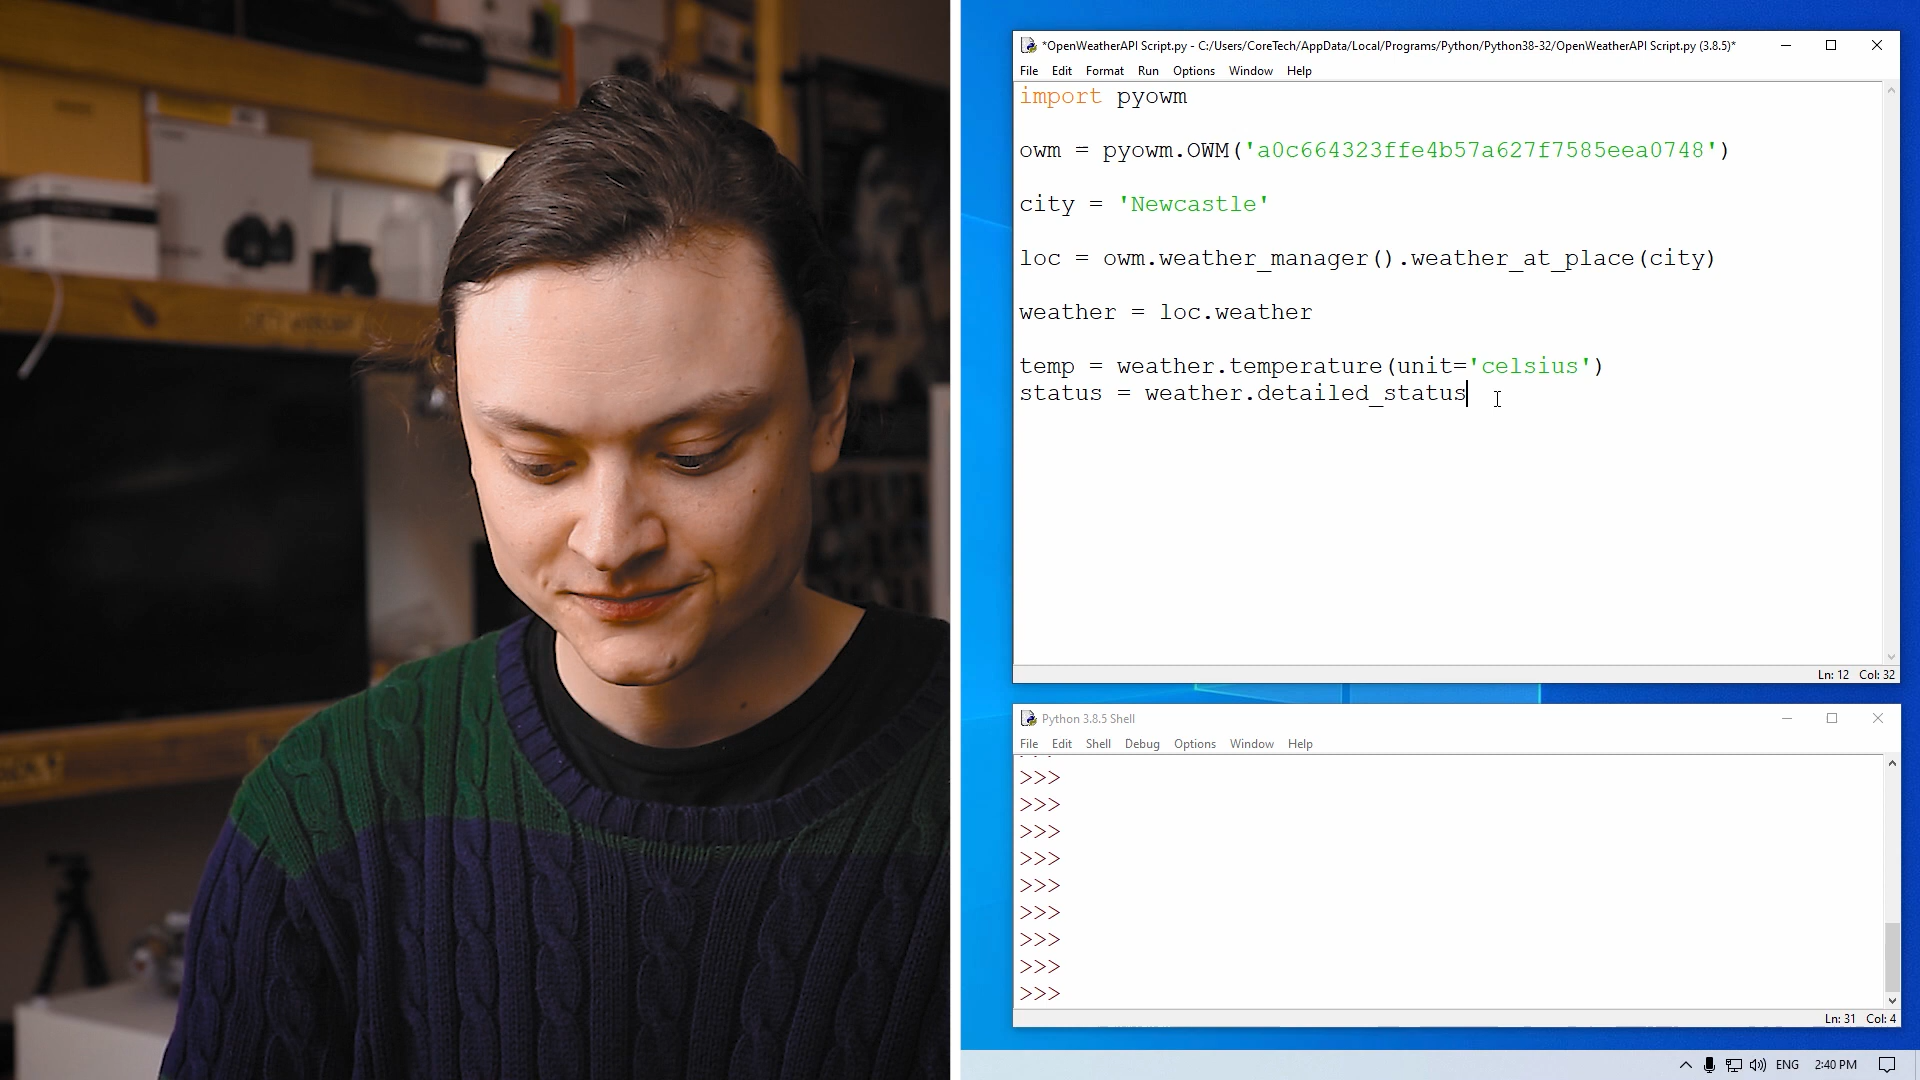 *OpenWeatherAPI Script.py - C:/Users/CoreTech/AppData/Local/Programs/Python/Python38-32/OpenWeatherAPI Script.py (3.8.5)*
File Edit Format Run Options Window Help
import pyowm
owm = pyowm.OWM('a0c664323ffe4b57a627f7585eea0748')
city = 'Newcastle'
loc = owm.weather_manager().weather_at_place(city)
weather = loc.weather
temp = weather.temperature(unit='celsius')
status = weather.detailed_status
Ln: 12 Col: 32
Python 3.8.5 Shell
File Edit Shell Debug Options Window Help
>>>
>>>
>>>
>>>
>>>
>>>
>>>
>>>
>>>
Ln: 31 Col: 4
ENG 2:40 PM